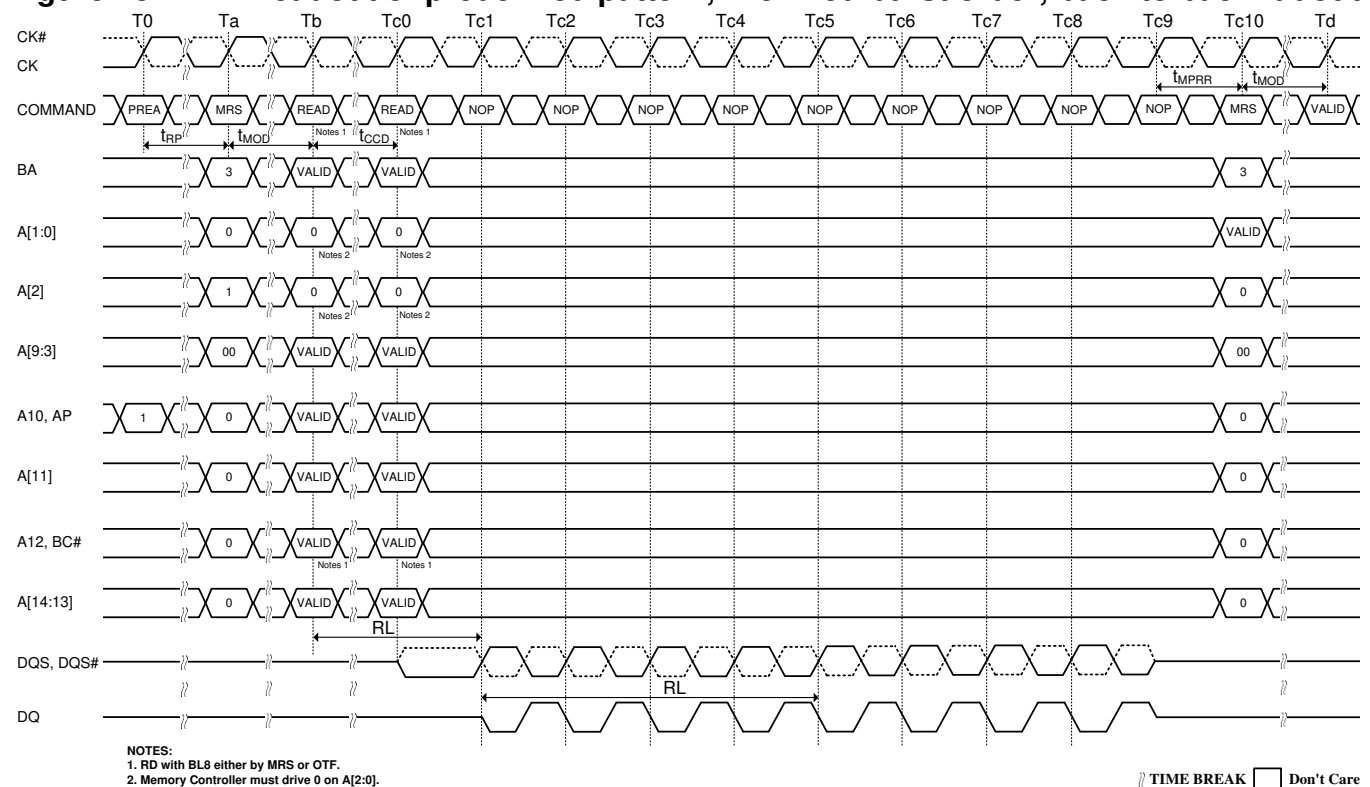 T0 Ta Tb Tc0 Tc1 Tc2 Tc3 Tc4 Tc5 Tc6 Tc7 Tc8 Tc9 Tc10 Td
CK#
CK
tMPRR tMOD
COMMAND PREA MRS READ READ NOP NOP NOP NOP NOP NOP NOP NOP NOP MRS VALID
Notes 1 Notes 1
tRP tMOD tCCD
BA 3 VALID VALID 3
A[1:0] 0 0 0 VALID
Notes 2 Notes 2
A[2] 1 0 0 0
Notes 2 Notes 2
A[9:3] 00 VALID VALID 00
A10, AP 1 0 VALID VALID 0
A[11] 0 VALID VALID 0
A12, BC# 0 VALID VALID 0
Notes 1 Notes 1
A[14:13] 0 VALID VALID 0
RL
DQS, DQS#
RL
DQ
NOTES:
1. RD with BL8 either by MRS or OTF.
2. Memory Controller must drive 0 on A[2:0].
TIME BREAK Don't Care